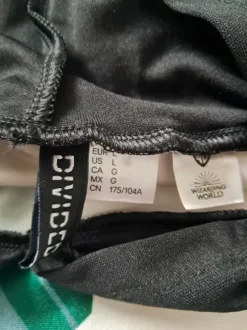 EUR L
US L
CA G
MX G
CN 175/104A
DIVIDED
WIZARDING
WORLD